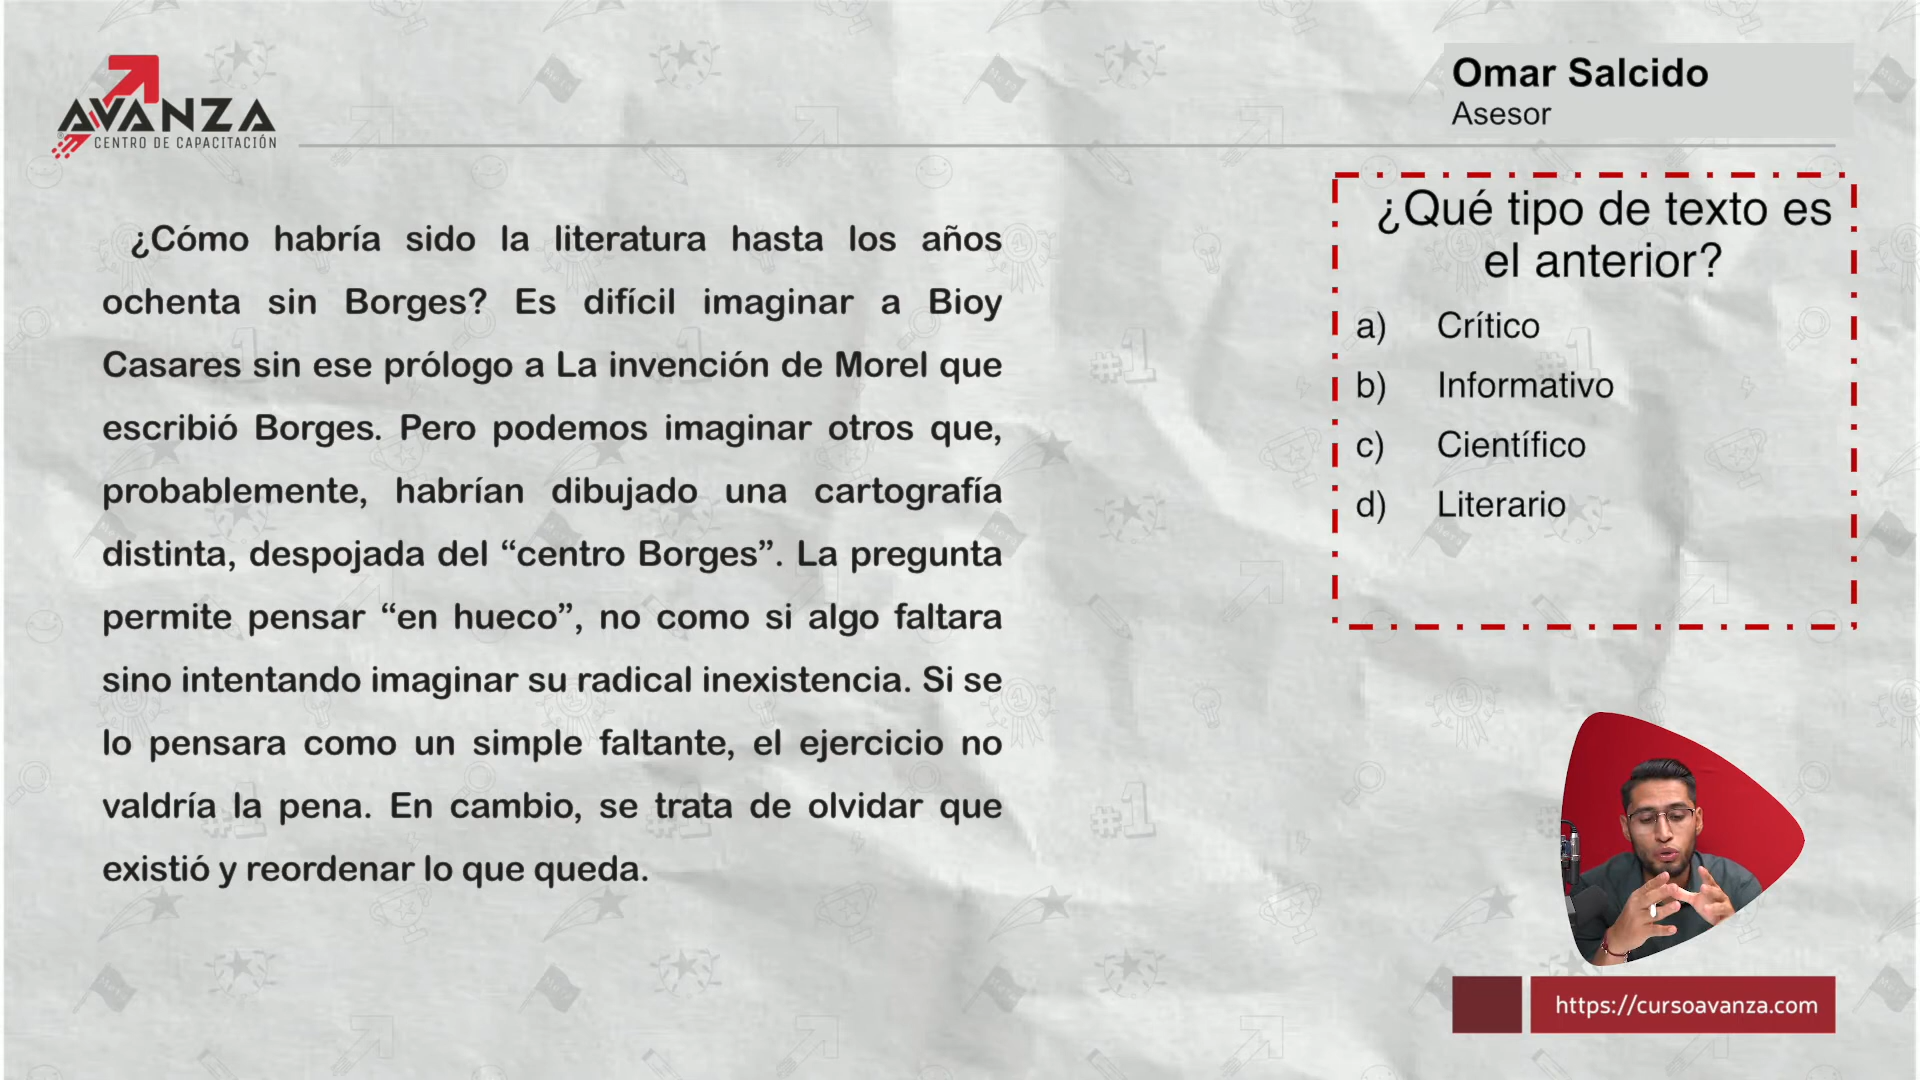 AVANZA
CENTRO DE CAPACITACIÓN
Omar Salcido
Asesor
¿Cómo habría sido la literatura hasta los años
ochenta sin Borges? Es difícil imaginar a Bioy
Casares sin ese prólogo a La invención de Morel que
escribió Borges. Pero podemos imaginar otros que,
probablemente, habrían dibujado una cartografía
distinta, despojada del “centro Borges”. La pregunta
permite pensar “en hueco”, no como si algo faltara
sino intentando imaginar su radical inexistencia. Si se
lo pensara como un simple faltante, el ejercicio no
valdría la pena. En cambio, se trata de olvidar que
existió y reordenar lo que queda.
¿Qué tipo de texto es
el anterior?
a) Crítico
b) Informativo
c) Científico
d) Literario
https://cursoavanza.com